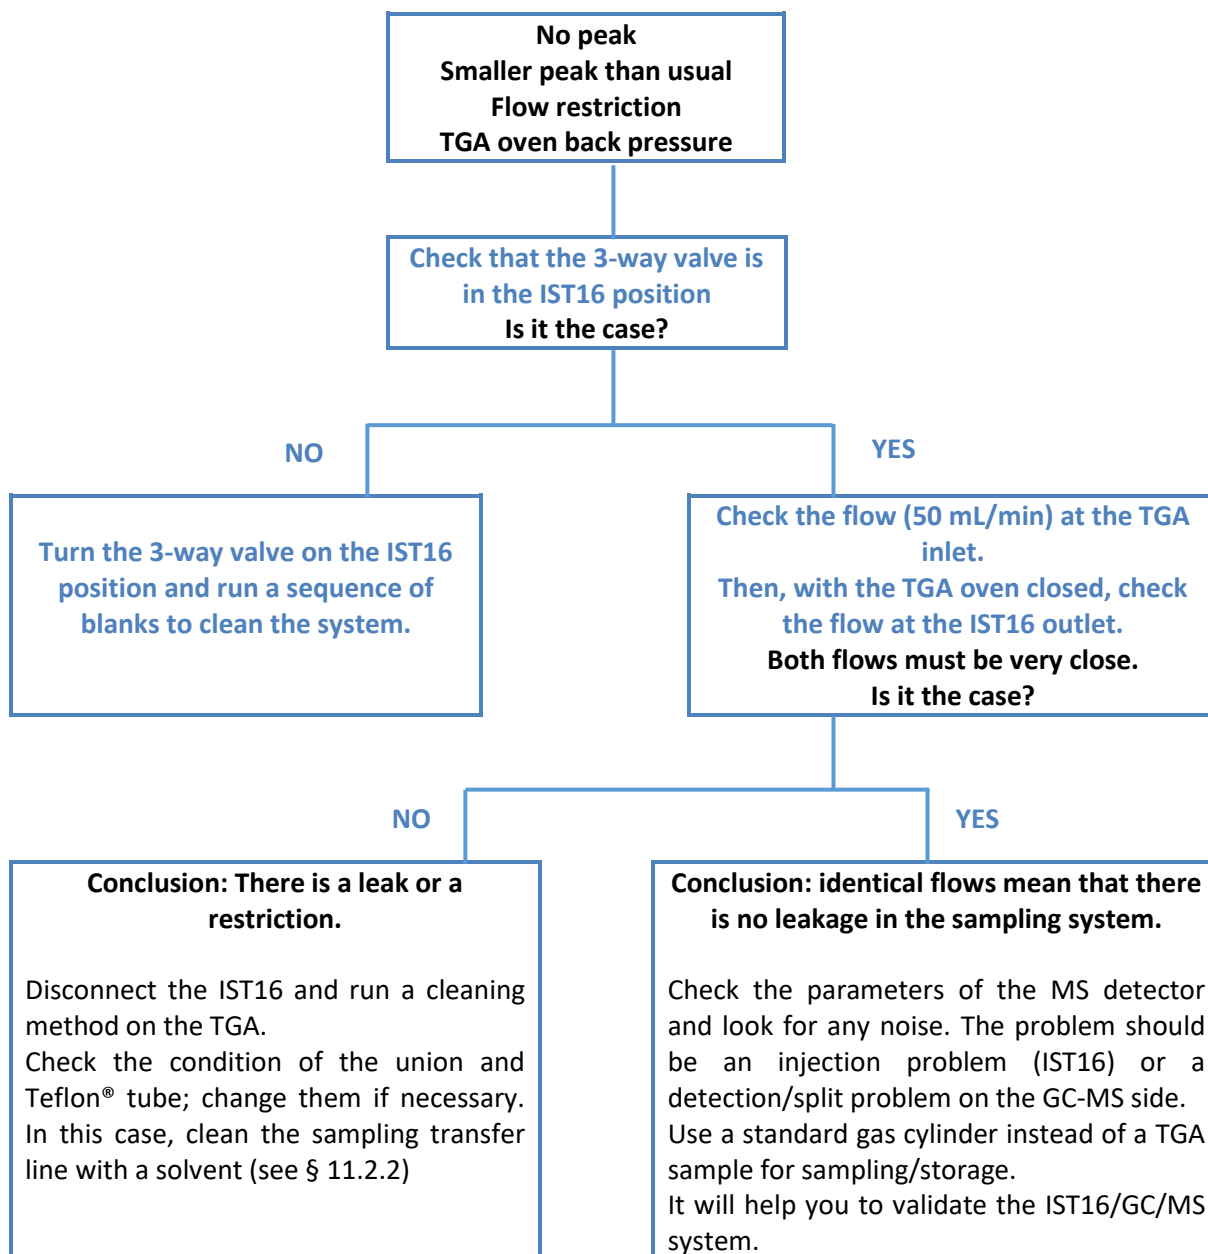 No peak
Smaller peak than usual
Flow restriction
TGA oven back pressure
Check that the 3-way valve is
in the IST16 position
Is it the case?
NO
YES
Turn the 3-way valve on the IST16
position and run a sequence of
blanks to clean the system.
Check the flow (50 mL/min) at the TGA
inlet.
Then, with the TGA oven closed, check
the flow at the IST16 outlet.
Both flows must be very close.
Is it the case?
NO
YES
Conclusion: There is a leak or a
restriction.
Disconnect the IST16 and run a cleaning
method on the TGA.
Check the condition of the union and
Teflon® tube; change them if necessary.
In this case, clean the sampling transfer
line with a solvent (see § 11.2.2)
Conclusion: identical flows mean that there
is no leakage in the sampling system.
Check the parameters of the MS detector
and look for any noise. The problem should
be an injection problem (IST16) or a
detection/split problem on the GC-MS side.
Use a standard gas cylinder instead of a TGA
sample for sampling/storage.
It will help you to validate the IST16/GC/MS
system.